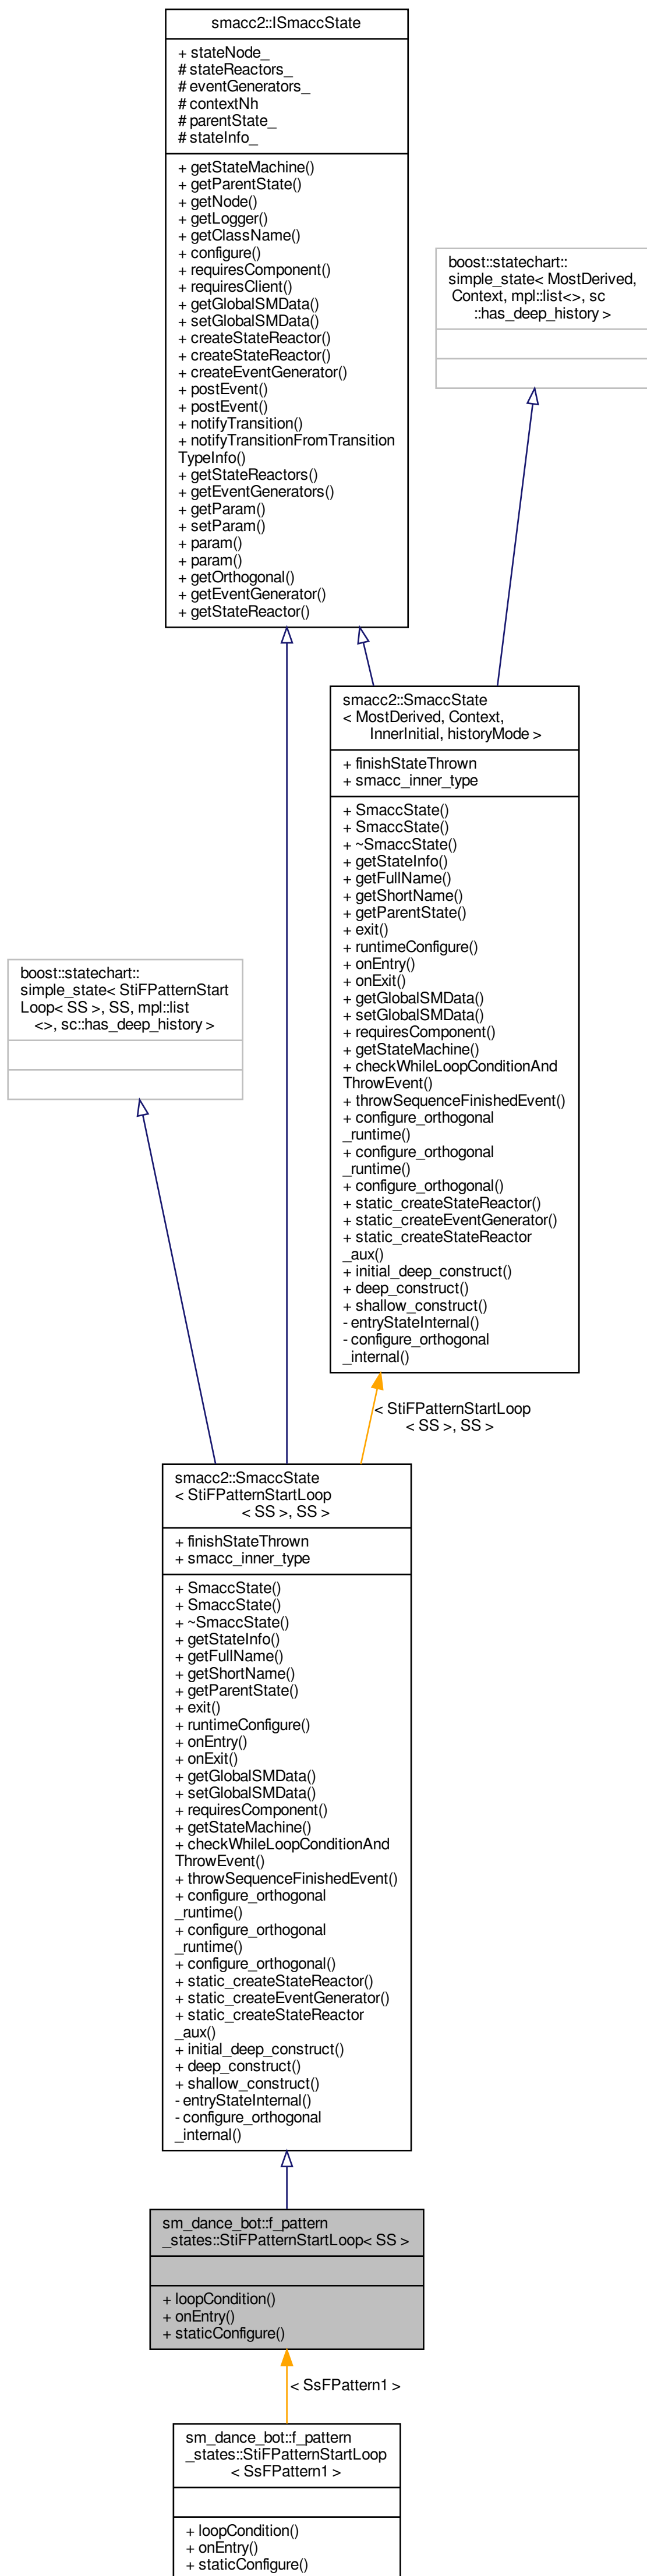 smacc2::ISmaccState
+ stateNode_
# stateReactors_
# eventGenerators_
# contextNh
# parentState_
# stateInfo_
+ getStateMachine()
+ getParentState()
+ getNode()
+ getLogger()
+ getClassName()
+ configure()
+ requiresComponent()
+ requiresClient()
+ getGlobalSMData()
+ setGlobalSMData()
+ createStateReactor()
+ createStateReactor()
+ createEventGenerator()
+ postEvent()
+ postEvent()
+ notifyTransition()
+ notifyTransitionFromTransition
TypeInfo()
+ getStateReactors()
+ getEventGenerators()
+ getParam()
+ setParam()
+ param()
+ param()
+ getOrthogonal()
+ getEventGenerator()
+ getStateReactor()
boost::statechart::
simple_state< MostDerived,
Context, mpl::list<>, sc
::has_deep_history >
smacc2::SmaccState
< MostDerived, Context,
InnerInitial, historyMode >
+ finishStateThrown
+ smacc_inner_type
+ SmaccState()
+ SmaccState()
+ ~SmaccState()
+ getStateInfo()
+ getFullName()
+ getShortName()
+ getParentState()
+ exit()
+ runtimeConfigure()
+ onEntry()
+ onExit()
+ getGlobalSMData()
+ setGlobalSMData()
+ requiresComponent()
+ getStateMachine()
+ checkWhileLoopConditionAnd
ThrowEvent()
+ throwSequenceFinishedEvent()
+ configure_orthogonal
_runtime()
+ configure_orthogonal
_runtime()
+ configure_orthogonal()
+ static_createStateReactor()
+ static_createEventGenerator()
+ static_createStateReactor
_aux()
+ initial_deep_construct()
+ deep_construct()
+ shallow_construct()
- entryStateInternal()
- configure_orthogonal
_internal()
boost::statechart::
simple_state< StiFPatternStart
Loop< SS >, SS, mpl::list
<>, sc::has_deep_history >
< StiFPatternStartLoop
< SS >, SS >
smacc2::SmaccState
< StiFPatternStartLoop
< SS >, SS >
+ finishStateThrown
+ smacc_inner_type
+ SmaccState()
+ SmaccState()
+ ~SmaccState()
+ getStateInfo()
+ getFullName()
+ getShortName()
+ getParentState()
+ exit()
+ runtimeConfigure()
+ onEntry()
+ onExit()
+ getGlobalSMData()
+ setGlobalSMData()
+ requiresComponent()
+ getStateMachine()
+ checkWhileLoopConditionAnd
ThrowEvent()
+ throwSequenceFinishedEvent()
+ configure_orthogonal
_runtime()
+ configure_orthogonal
_runtime()
+ configure_orthogonal()
+ static_createStateReactor()
+ static_createEventGenerator()
+ static_createStateReactor
_aux()
+ initial_deep_construct()
+ deep_construct()
+ shallow_construct()
- entryStateInternal()
- configure_orthogonal
_internal()
sm_dance_bot::f_pattern
_states::StiFPatternStartLoop< SS >
+ loopCondition()
+ onEntry()
+ staticConfigure()
< SsFPattern1 >
sm_dance_bot::f_pattern
_states::StiFPatternStartLoop
< SsFPattern1 >
+ loopCondition()
+ onEntry()
+ staticConfigure()